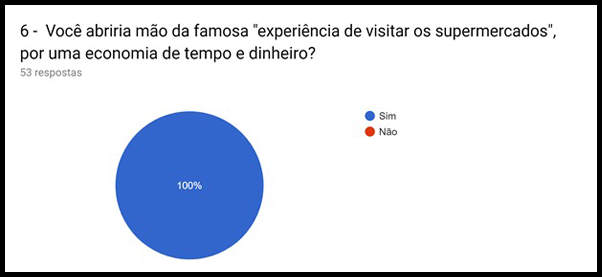 6 - Você abriria mão da famosa "experiência de visitar os supermercados",
por uma economia de tempo e dinheiro?
53 respostas
Sim
Não
100%